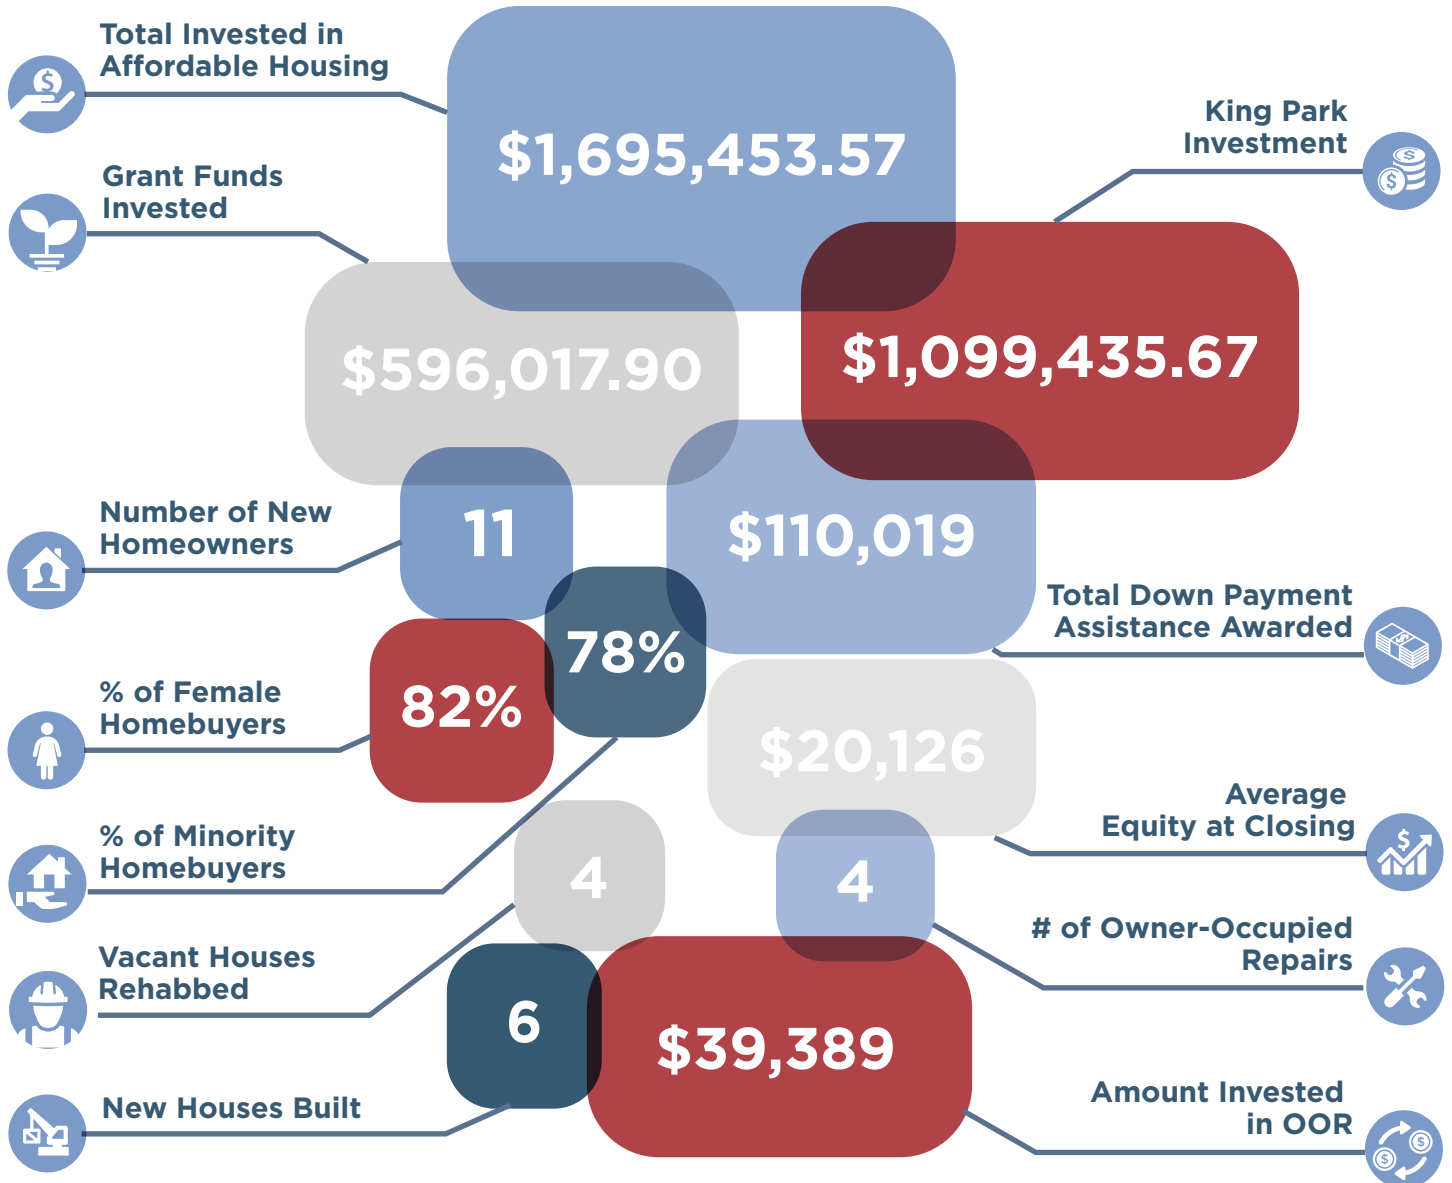 Total Invested in
Affordable Housing
$1,695,453.57
King Park
Investment
Grant Funds
Invested
$596,017.90
$1,099,435.67
Number of New
Homeowners
11
$110,019
Total Down Payment
Assistance Awarded
78%
% of Female
Homebuyers
82%
$20,126
Average
Equity at Closing
% of Minority
Homebuyers
4
4
# of Owner-Occupied
Repairs
Vacant Houses
Rehabbed
6
$39,389
New Houses Built
Amount Invested
in OOR